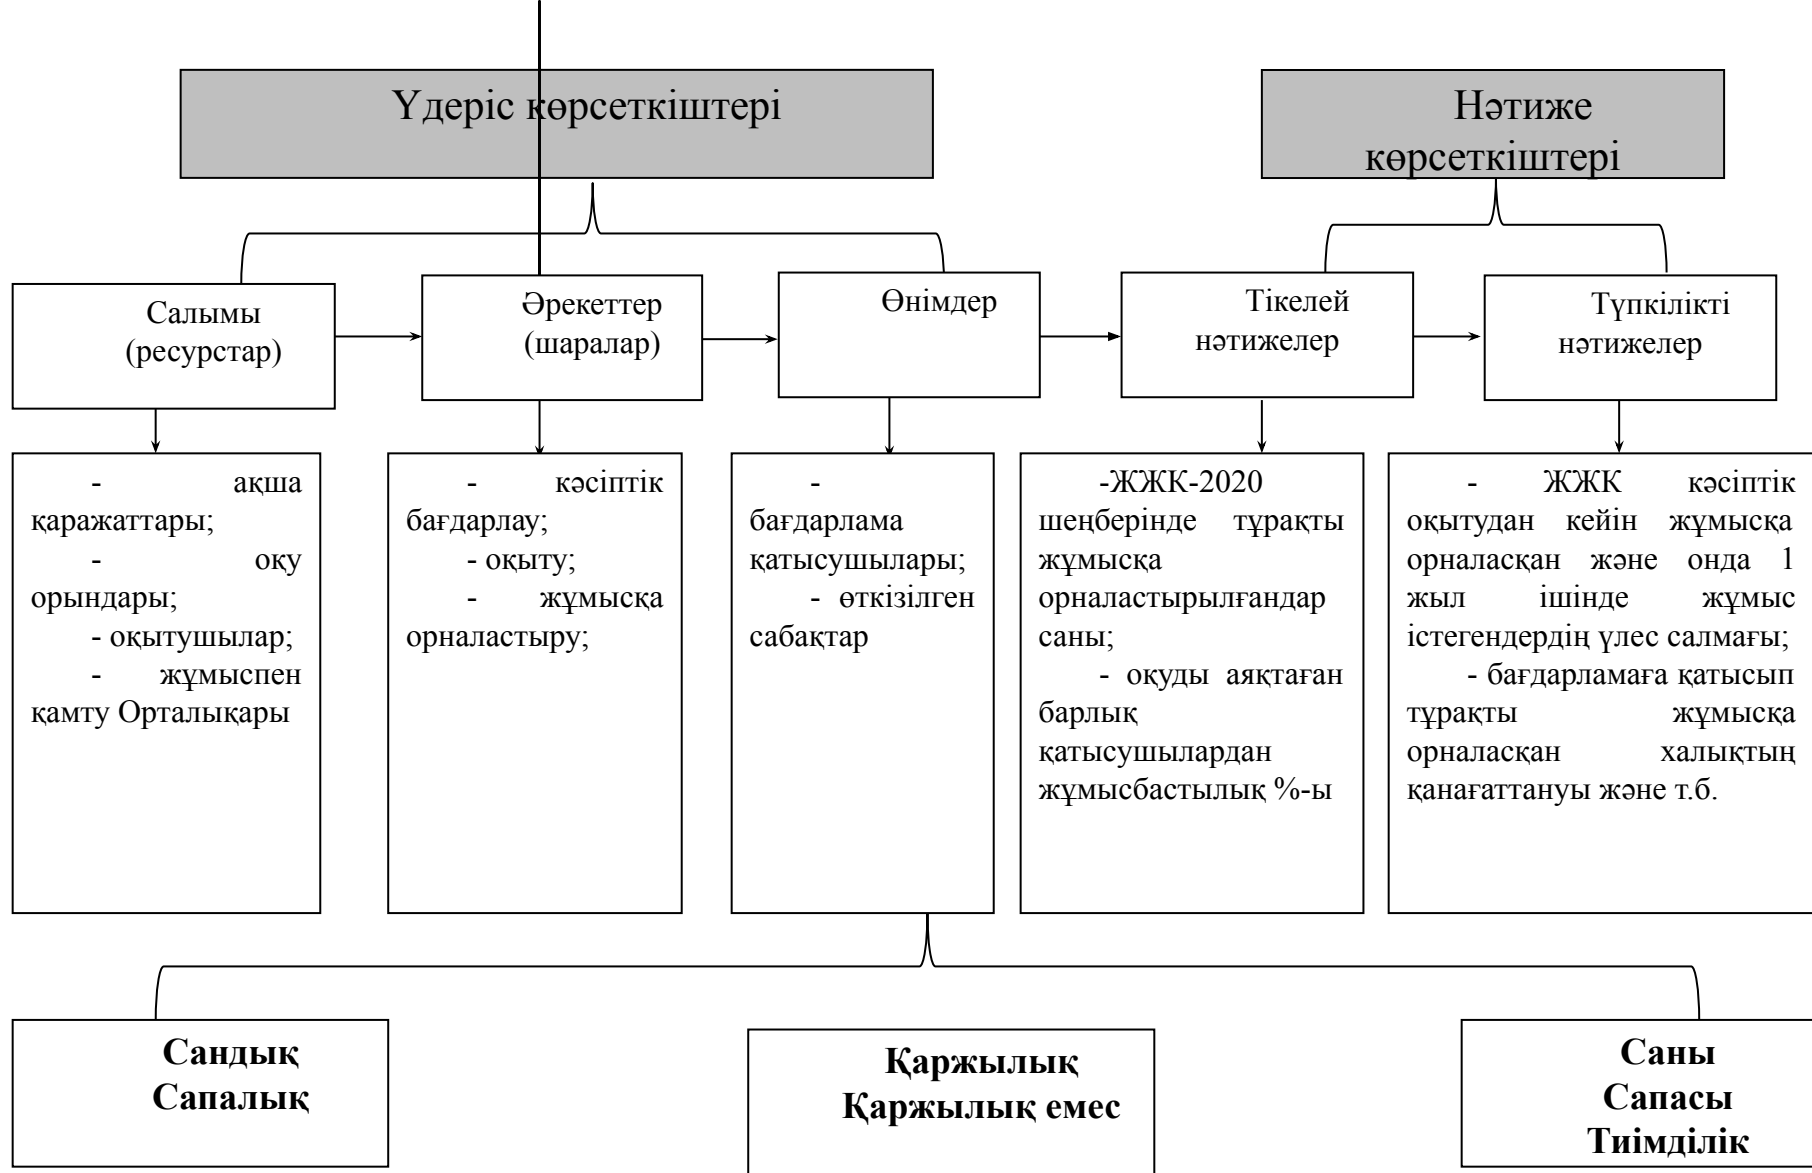 Үдеріс көрсеткіштері
Нәтиже
көрсеткіштері
Салымы
(ресурстар)
Әрекеттер
(шаралар)
Өнімдер
Тікелей
нәтижелер
Түпкілікті
нәтижелер
- ақша
қаражаттары;
- оқу
орындары;
- оқытушылар;
- жұмыспен
қамту Орталықары
- кәсіптік
бағдарлау;
- оқыту;
- жұмысқа
орналастыру;
-
бағдарлама
қатысушылары;
- өткізілген
сабақтар
-ЖЖК-2020
шеңберінде тұрақты
жұмысқа
орналастырылғандар
саны;
- оқуды аяқтаған
барлық
қатысушылардан
жұмысбастылық %-ы
- ЖЖК кәсіптік
оқытудан кейін жұмысқа
орналасқан және онда 1
жыл ішінде жұмыс
істегендердің үлес салмағы;
- бағдарламаға қатысып
тұрақты жұмысқа
орналасқан халықтың
қанағаттануы және т.б.
Сандық
Сапалық
Қаржылық
Қаржылық емес
Саны
Сапасы
Тиімділік